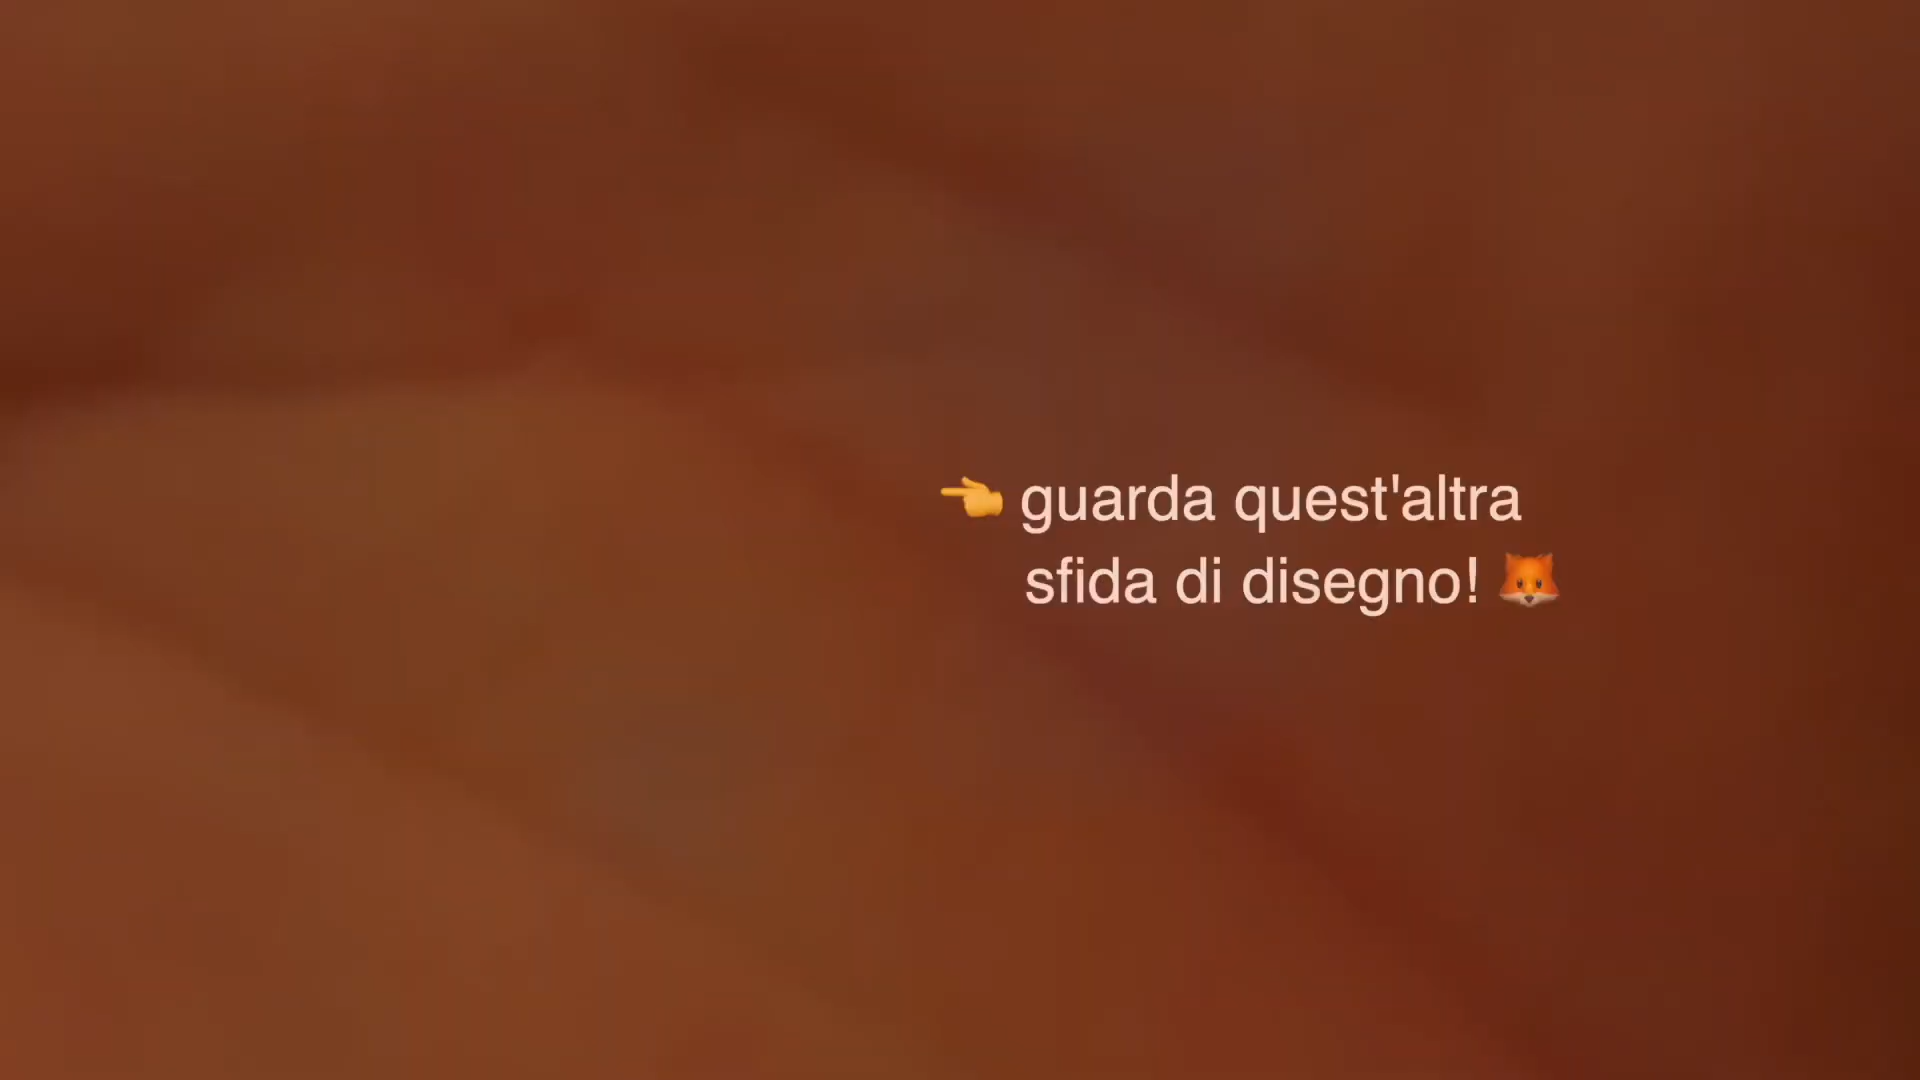 👈 guarda quest'altra
sfida di disegno! 🦊